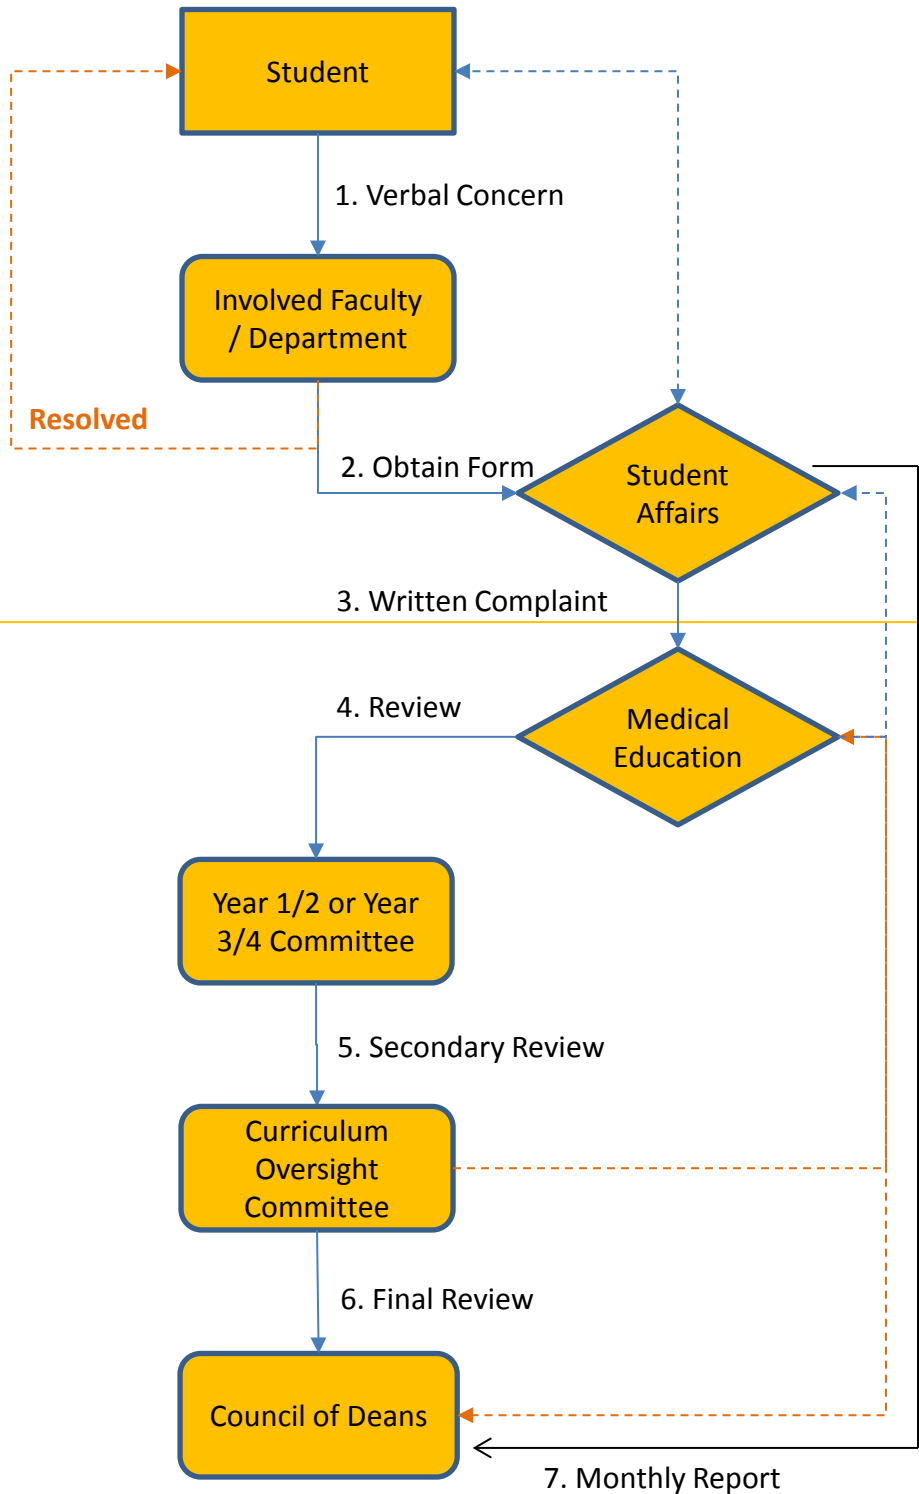 Student
1. Verbal Concern
Involved Faculty
/ Department
Resolved
2. Obtain Form
Student
Affairs
3. Written Complaint
4. Review
Medical
Education
Year 1/2 or Year
3/4 Committee
5. Secondary Review
Curriculum
Oversight
Committee
6. Final Review
Council of Deans
7. Monthly Report